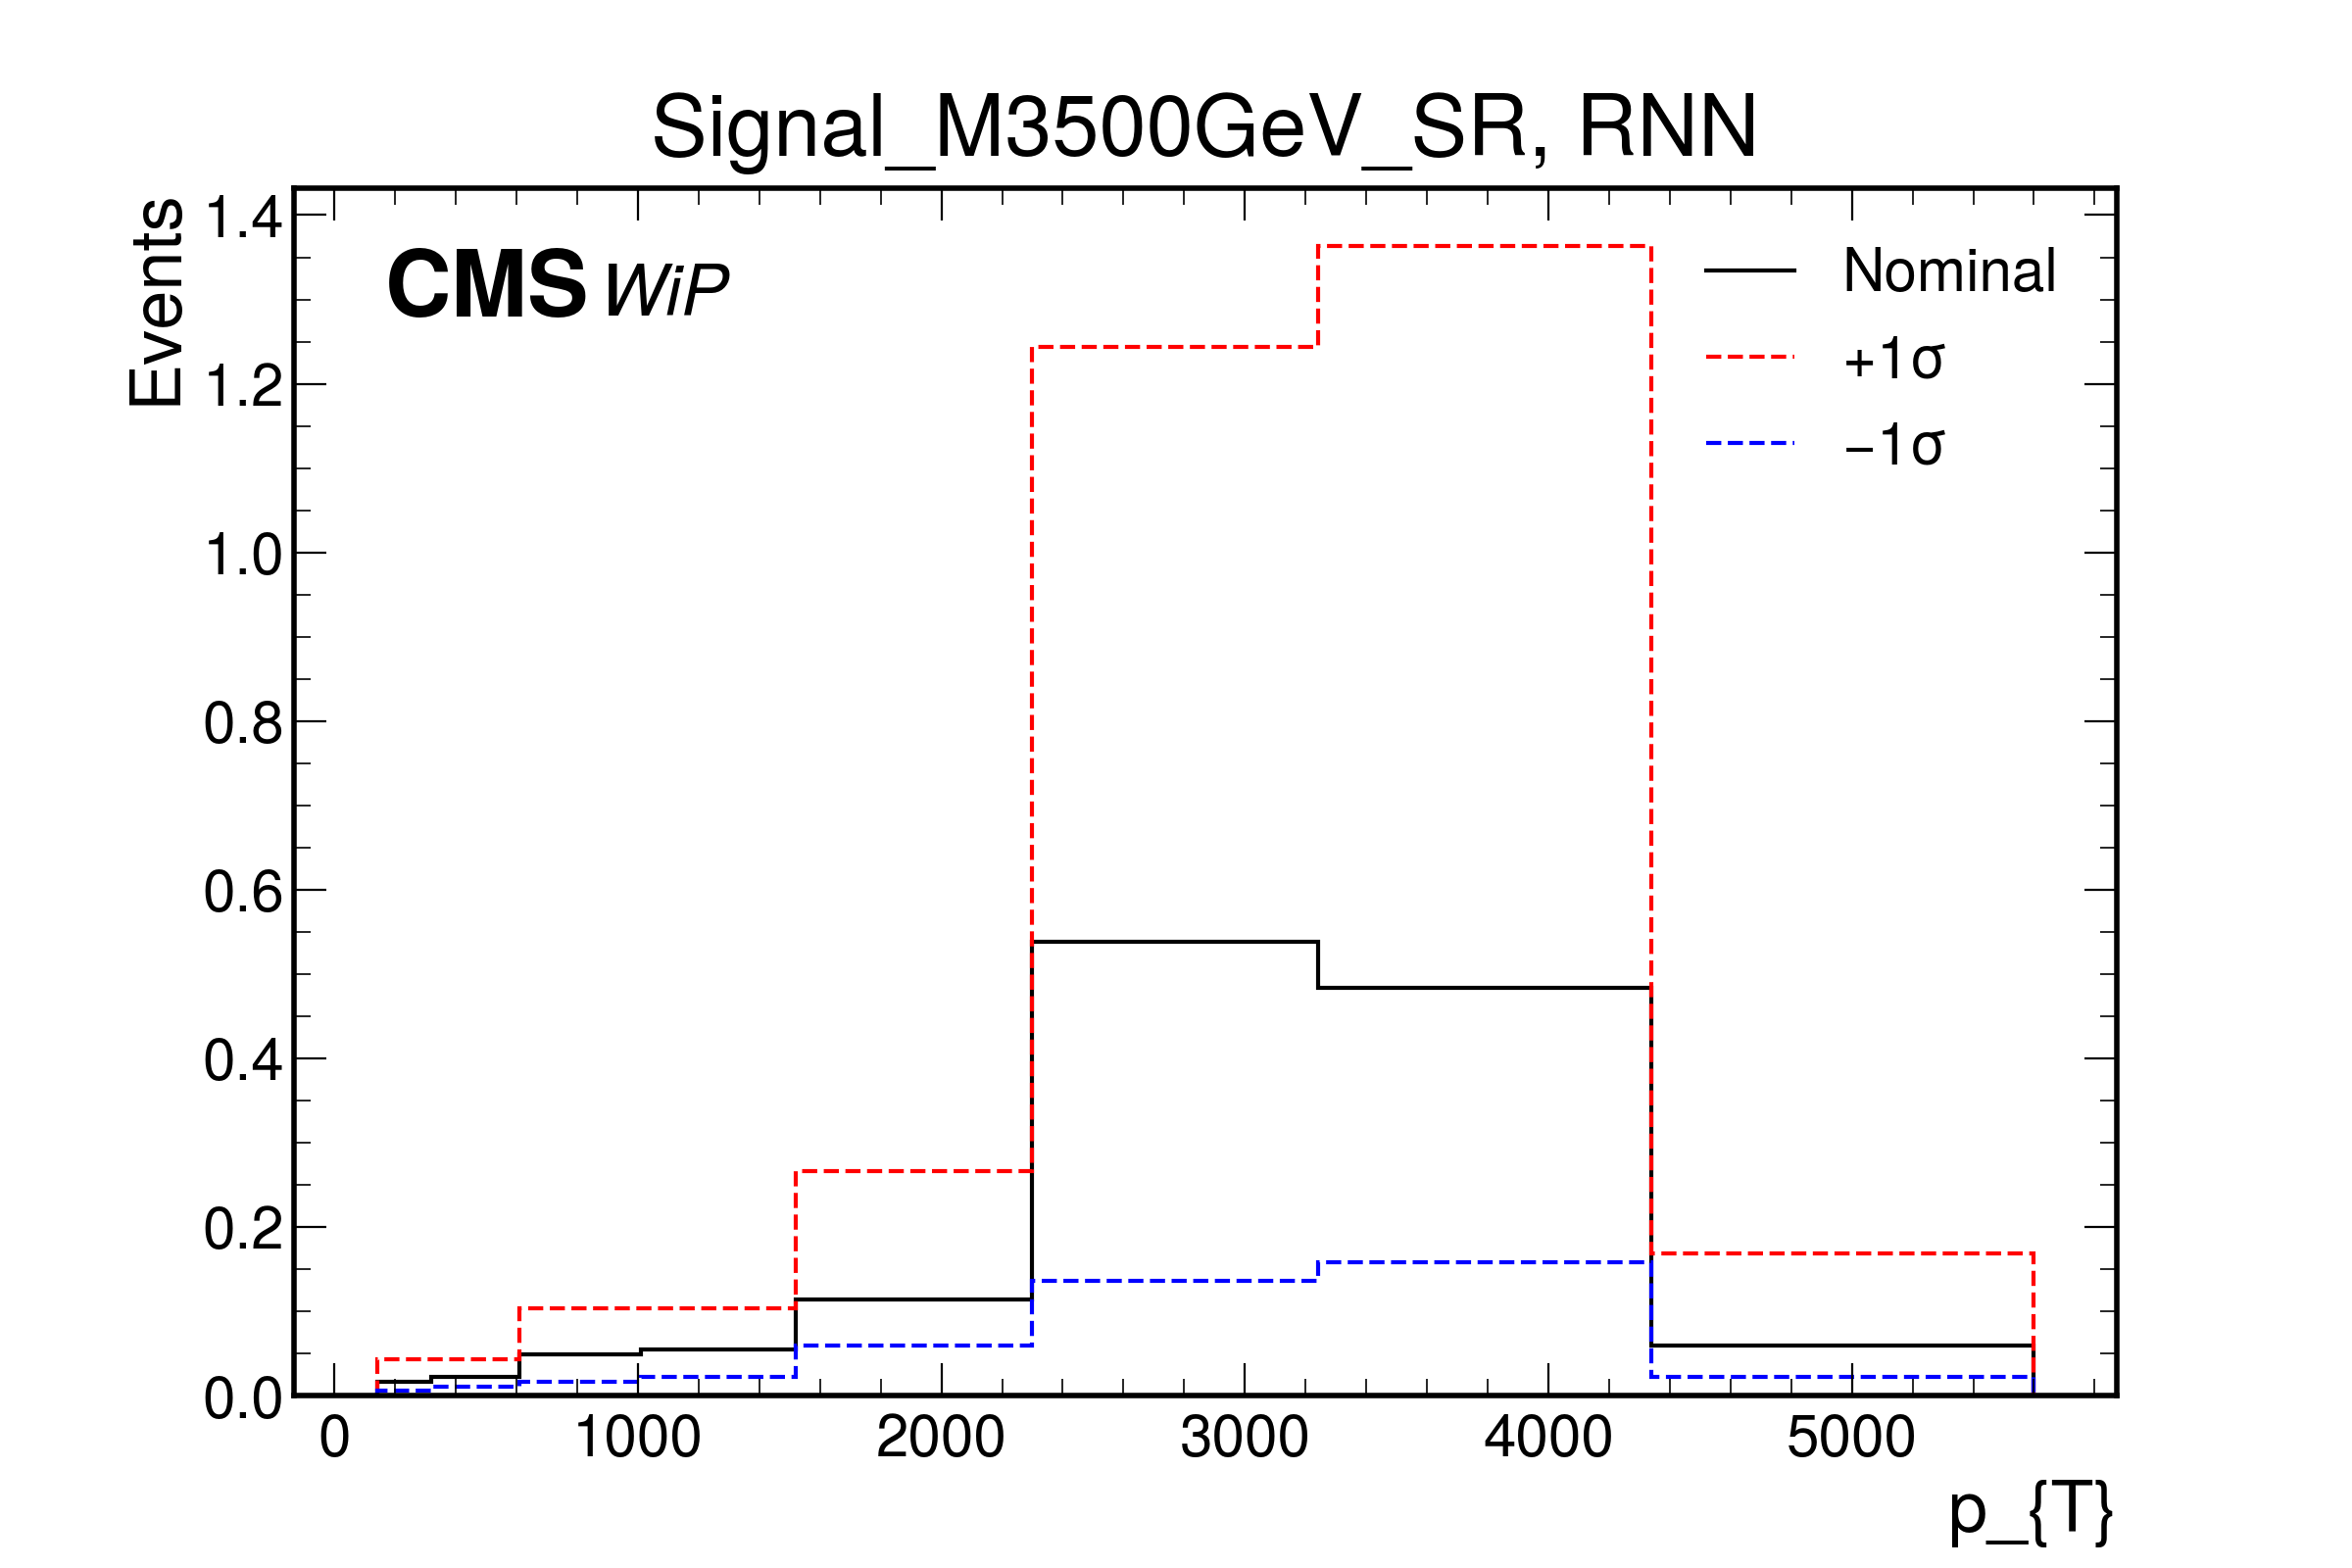 Signal_M3500GeV_SR, RNN
Events
CMS WiP
Nominal
+1σ
−1σ
1.4
1.2
1.0
0.8
0.6
0.4
0.2
0.0
0 1000 2000 3000 4000 5000
p_{T}